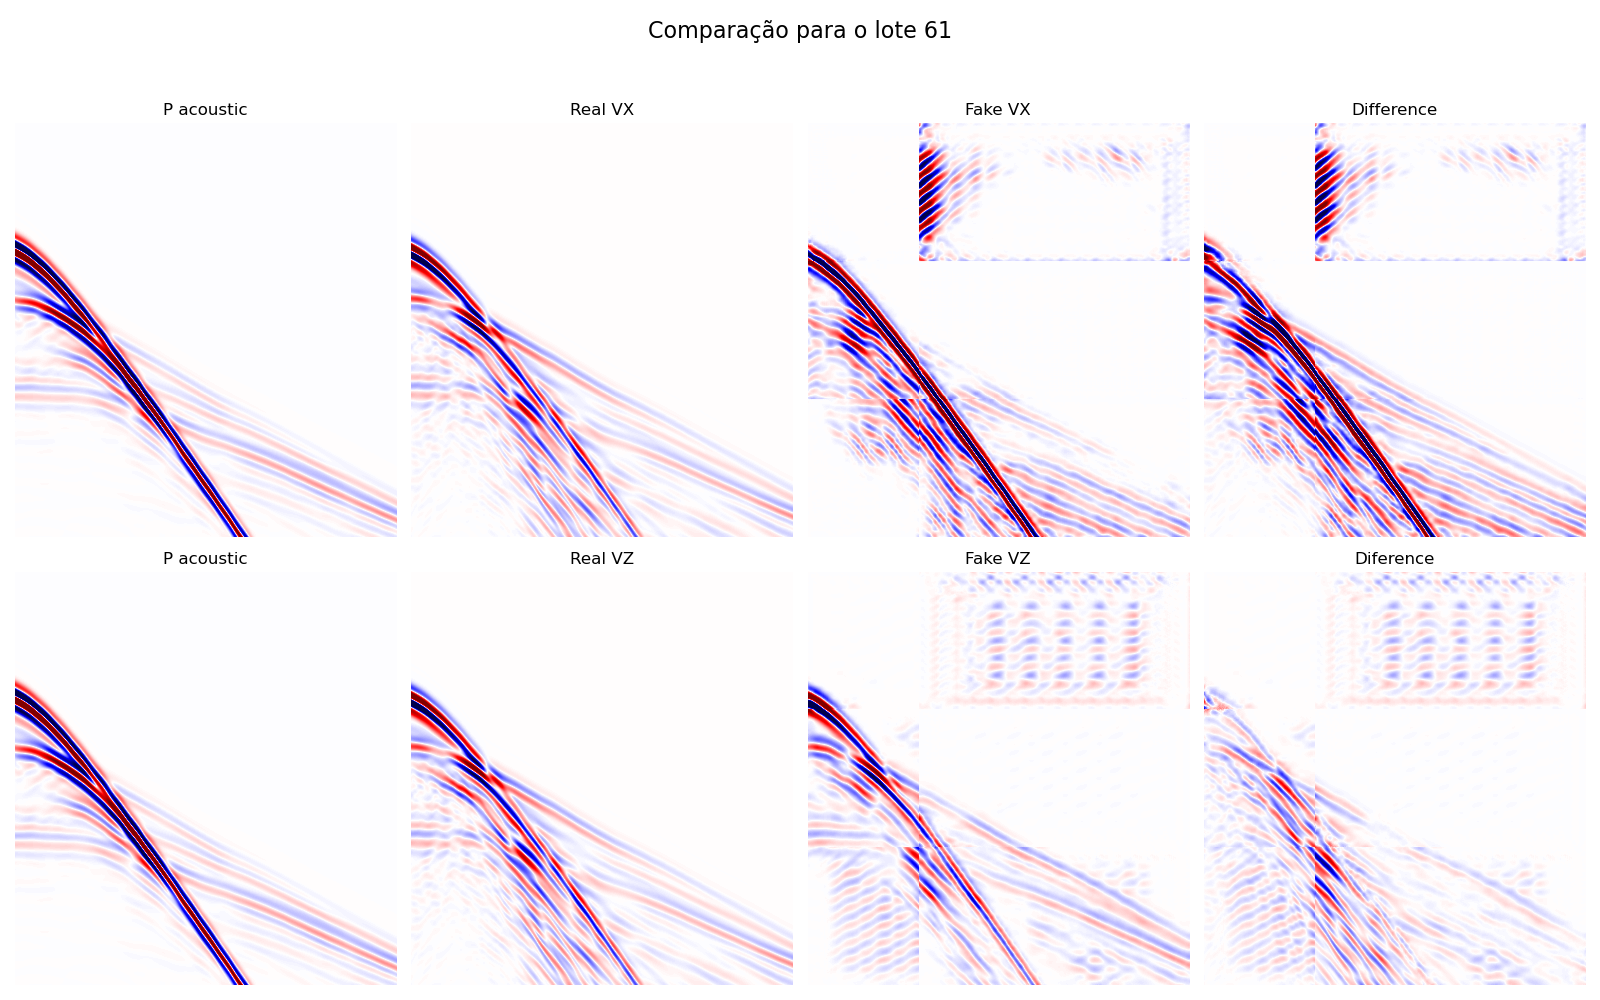 Comparação para o lote 61
P acoustic
Real VX
Fake VX
Difference
P acoustic
Real VZ
Fake VZ
Diference